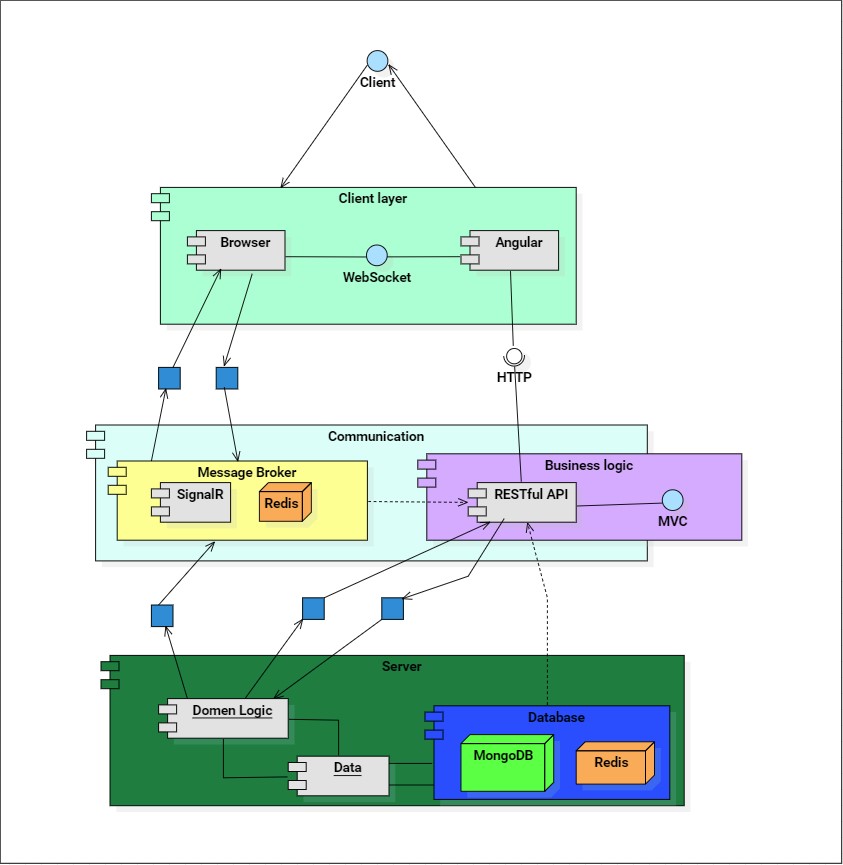 Client
Client layer
Browser
Angular
WebSocket
HTTP
Communication
Message Broker
Business logic
SignalR
Redis
RESTful API
MVC
Server
Domen Logic
Database
MongoDB
Redis
Data